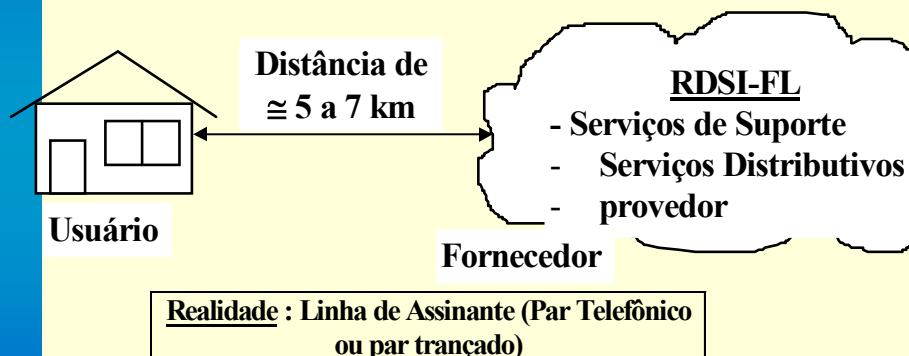 Distância de
≅ 5 a 7 km
RDSI-FL
- Serviços de Suporte
- Serviços Distributivos
- provedor
Usuário
Fornecedor
Realidade : Linha de Assinante (Par Telefônico
ou par trançado)